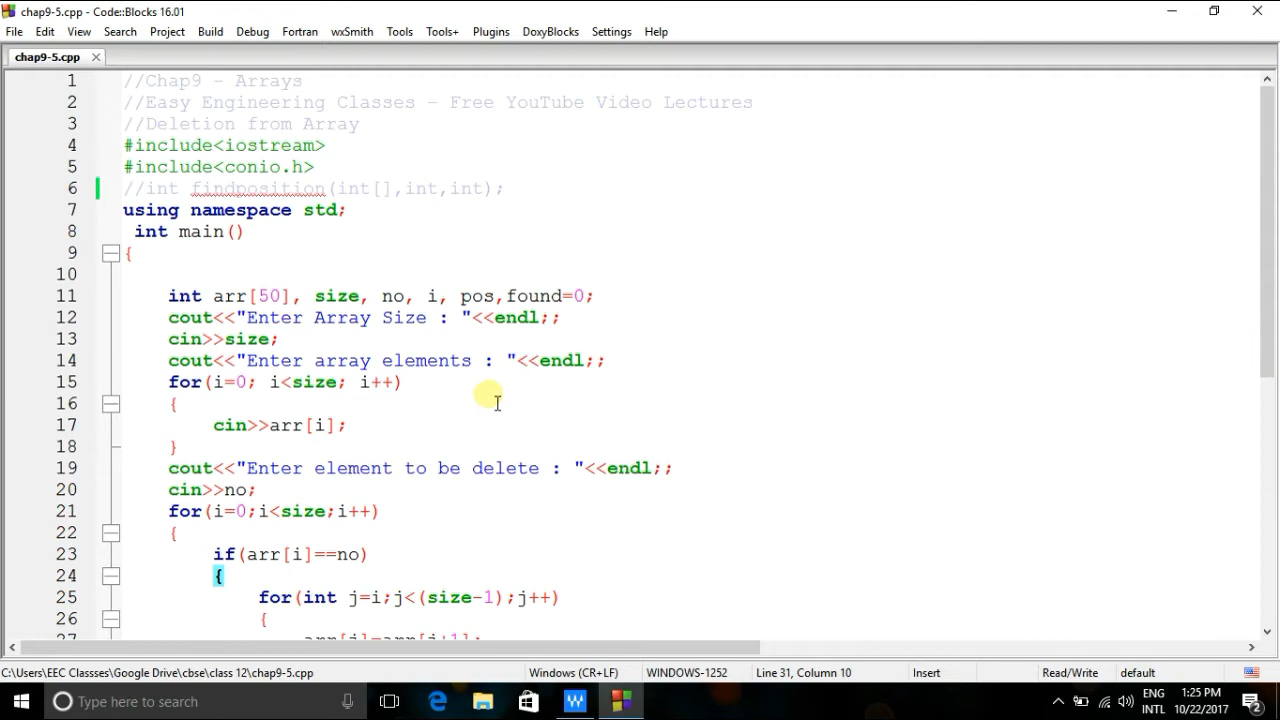 chap9-5.cpp - Code::Blocks 16.01
File Edit View Search Project Build Debug Fortran wxSmith Tools Tools+ Plugins DoxyBlocks Settings Help
chap9-5.cpp
1 //Chap9 - Arrays
2 //Easy Engineering Classes - Free YouTube Video Lectures
3 //Deletion from Array
4 #include<iostream>
5 #include<conio.h>
6 //int findposition(int[],int,int);
7 using namespace std;
8 int main()
9 {
10
11 int arr[50], size, no, i, pos,found=0;
12 cout<<"Enter Array Size : "<<endl;;
13 cin>>size;
14 cout<<"Enter array elements : "<<endl;;
15 for(i=0; i<size; i++)
16 {
17 cin>>arr[i];
18 }
19 cout<<"Enter element to be delete : "<<endl;;
20 cin>>no;
21 for(i=0;i<size;i++)
22 {
23 if(arr[i]==no)
24 {
25 for(int j=i;j<(size-1);j++)
26 {
27 arr[j]=arr[j+1];
C:\Users\EEC Classses\Google Drive\cbse\class 12\chap9-5.cpp Windows (CR+LF) WINDOWS-1252 Line 31, Column 10 Insert Read/Write default
Type here to search
ENG 1:25 PM
INTL 10/22/2017 2